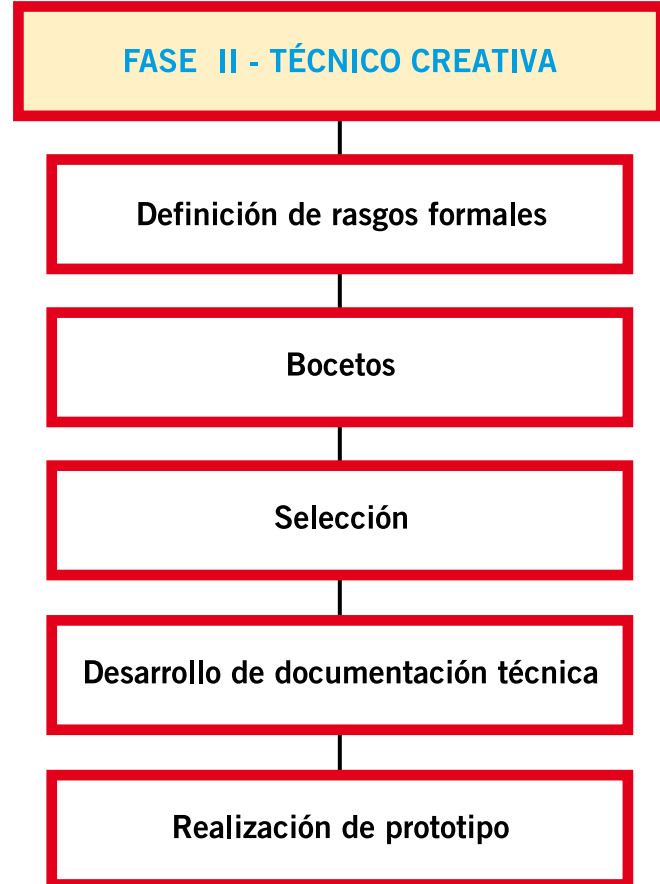 FASE II - TÉCNICO CREATIVA
Definición de rasgos formales
Bocetos
Selección
Desarrollo de documentación técnica
Realización de prototipo